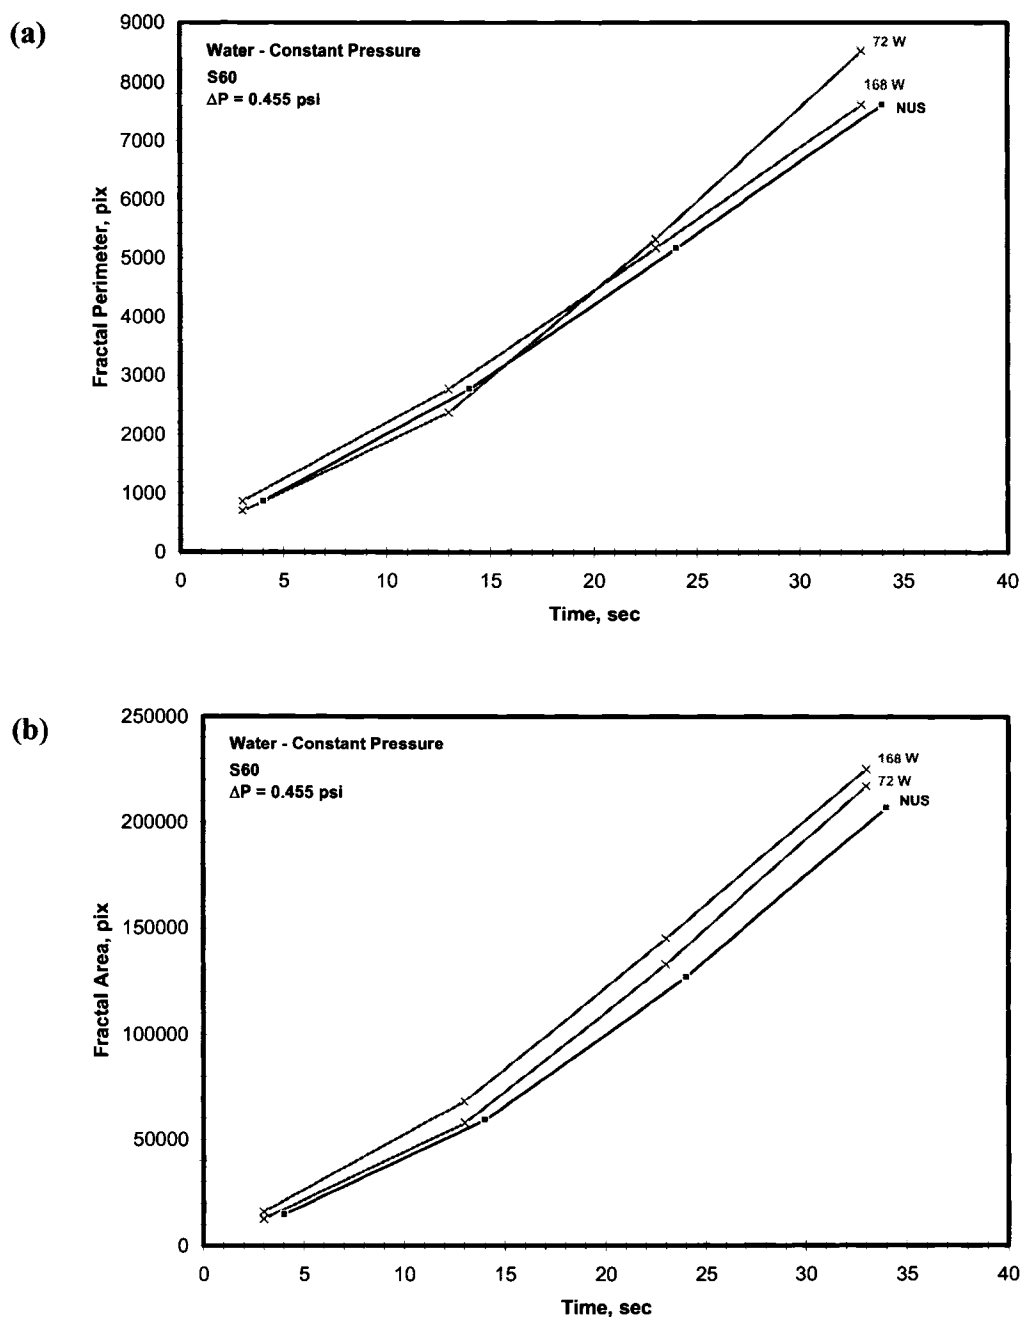 (a)
9000
8000
7000
6000
5000
4000
3000
2000
1000
0
Fractal Perimeter, pix
Water - Constant Pressure
S60
ΔP = 0.455 psi
72 W
168 W
NUS
0 5 10 15 20 25 30 35 40
Time, sec
(b)
250000
200000
150000
100000
50000
0
Fractal Area, pix
Water - Constant Pressure
S60
ΔP = 0.455 psi
168 W
72 W
NUS
0 5 10 15 20 25 30 35 40
Time, sec